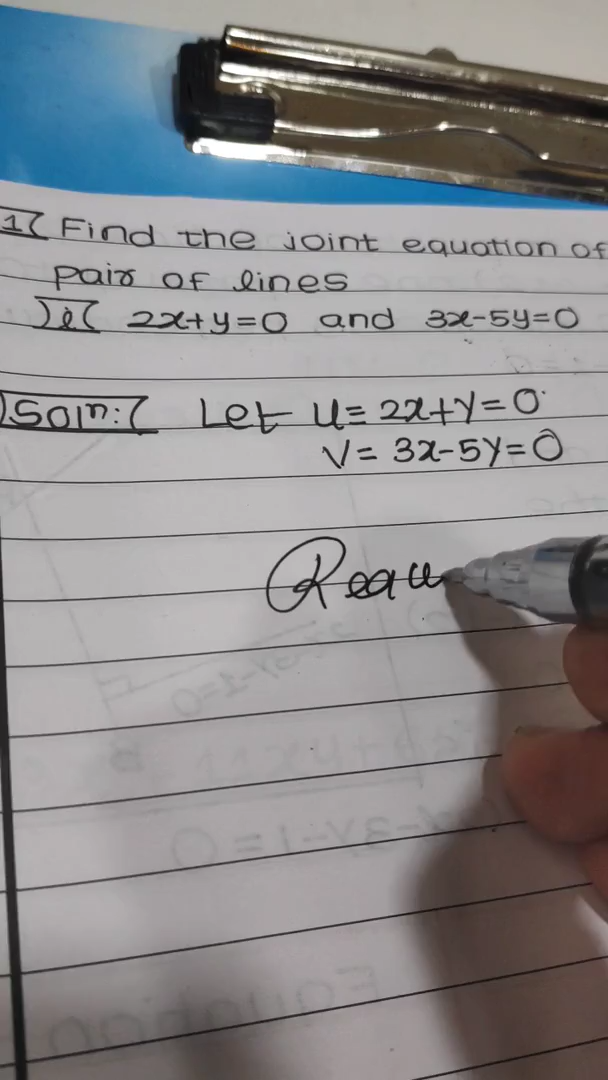 1) Find the joint equation of
pair of lines
i) 2x+y=0 and 3x-5y=0
Soln: Let u= 2x+y=0
v= 3x-5y=0